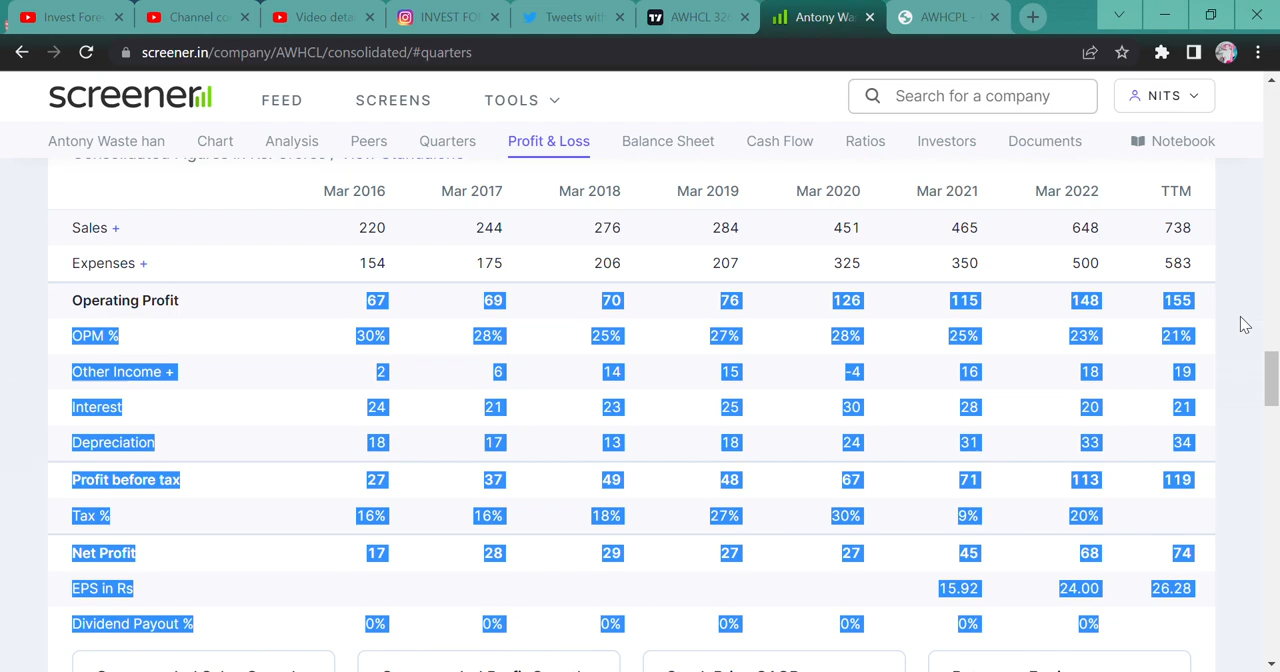 Invest Fores
Channel co
Video deta
INVEST FO
Tweets with
AWHCL 32
Antony Wa
AWHCPL -
screener.in/company/AWHCL/consolidated/#quarters
screener
FEED
SCREENS
TOOLS
Search for a company
NITS
Antony Waste han
Chart
Analysis
Peers
Quarters
Profit & Loss
Balance Sheet
Cash Flow
Ratios
Investors
Documents
Notebook
Mar 2016 Mar 2017 Mar 2018 Mar 2019 Mar 2020 Mar 2021 Mar 2022 TTM
Sales + 220 244 276 284 451 465 648 738
Expenses + 154 175 206 207 325 350 500 583
Operating Profit 67 69 70 76 126 115 148 155
OPM % 30% 28% 25% 27% 28% 25% 23% 21%
Other Income + 2 6 14 15 -4 16 18 19
Interest 24 21 23 25 30 28 20 21
Depreciation 18 17 13 18 24 31 33 34
Profit before tax 27 37 49 48 67 71 113 119
Tax % 16% 16% 18% 27% 30% 9% 20%
Net Profit 17 28 29 27 27 45 68 74
EPS in Rs 15.92 24.00 26.28
Dividend Payout % 0% 0% 0% 0% 0% 0% 0%